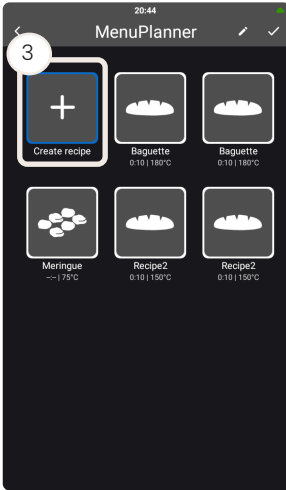 20:44
MenuPlanner
3
Create recipe
Baguette
0:10 | 180°C
Baguette
0:10 | 180°C
Meringue
--:-- | 75°C
Recipe2
0:10 | 150°C
Recipe2
0:10 | 150°C